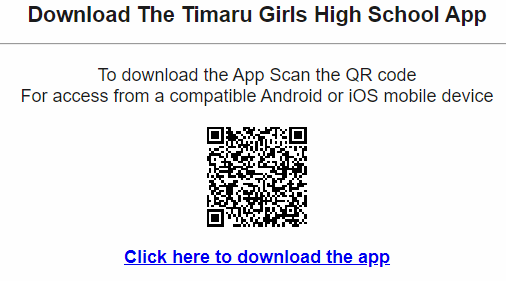 Download The Timaru Girls High School App
To download the App Scan the QR code
For access from a compatible Android or iOS mobile device
Click here to download the app